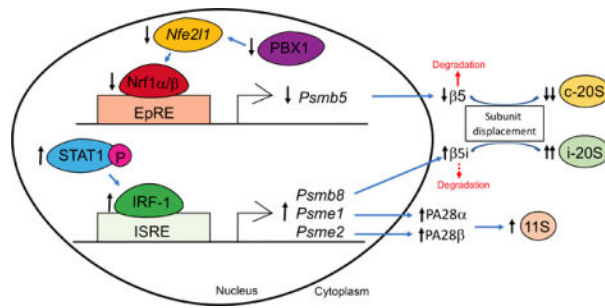 Nfe2l1
PBX1
Nrf1α/β
EpRE
Psmb5
Degradation
β5
c-20S
Subunit
displacement
STAT1
P
β5i
i-20S
Degradation
IRF-1
ISRE
Psmb8
Psme1
Psme2
PA28α
PA28β
11S
Nucleus
Cytoplasm